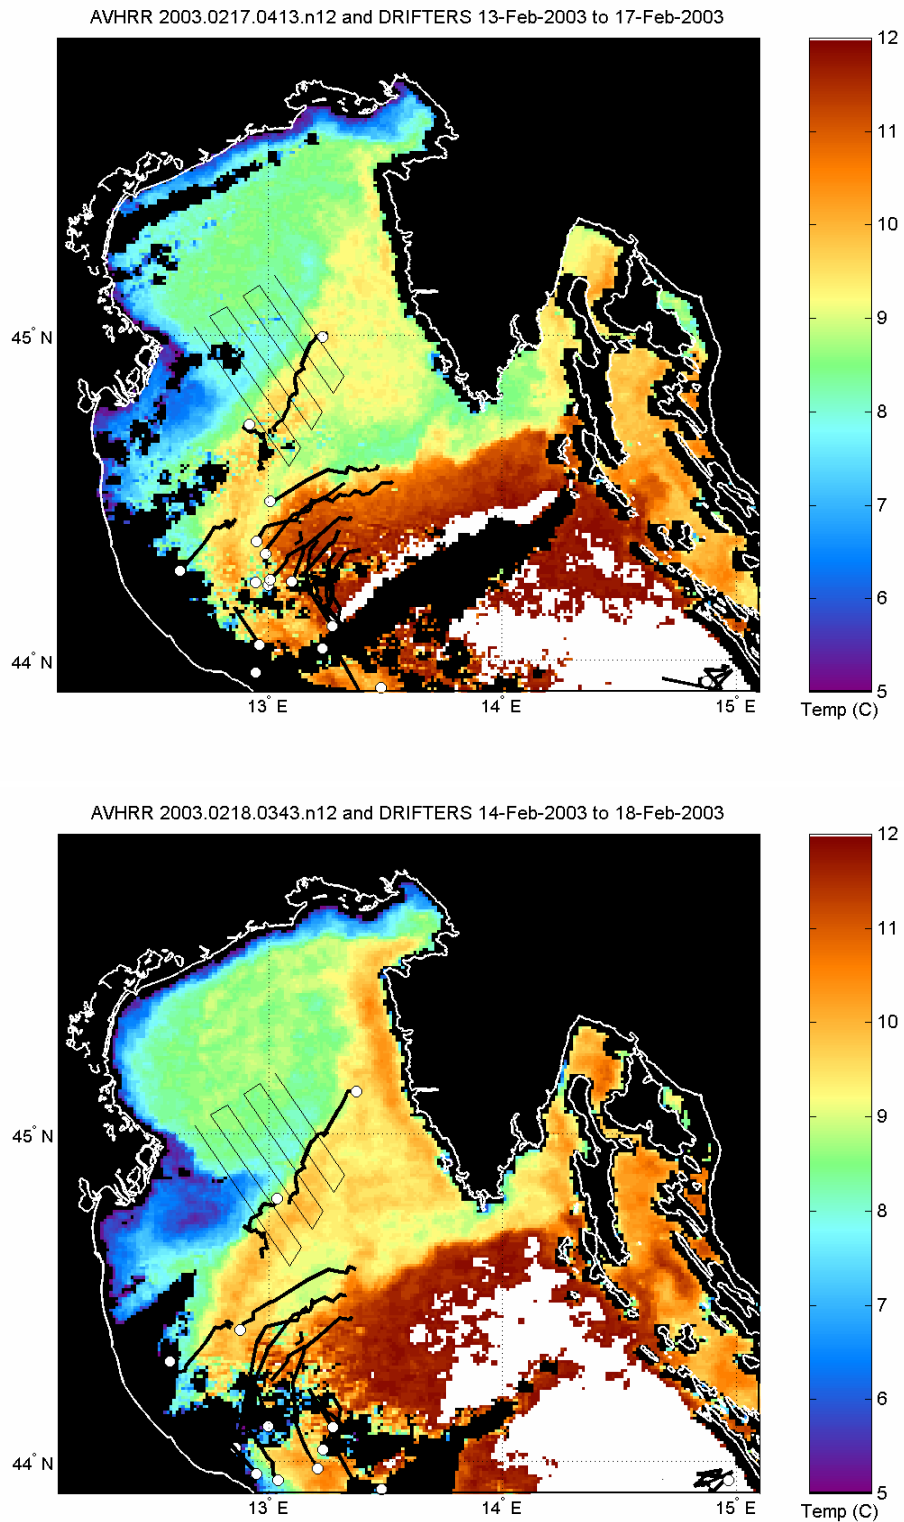 AVHRR 2003.0217.0413.n12 and DRIFTERS 13-Feb-2003 to 17-Feb-2003
12
11
10
9
8
7
6
5
Temp (C)
45° N
44° N
13° E
14° E
15° E
AVHRR 2003.0218.0343.n12 and DRIFTERS 14-Feb-2003 to 18-Feb-2003
12
11
10
9
8
7
6
5
Temp (C)
45° N
44° N
13° E
14° E
15° E